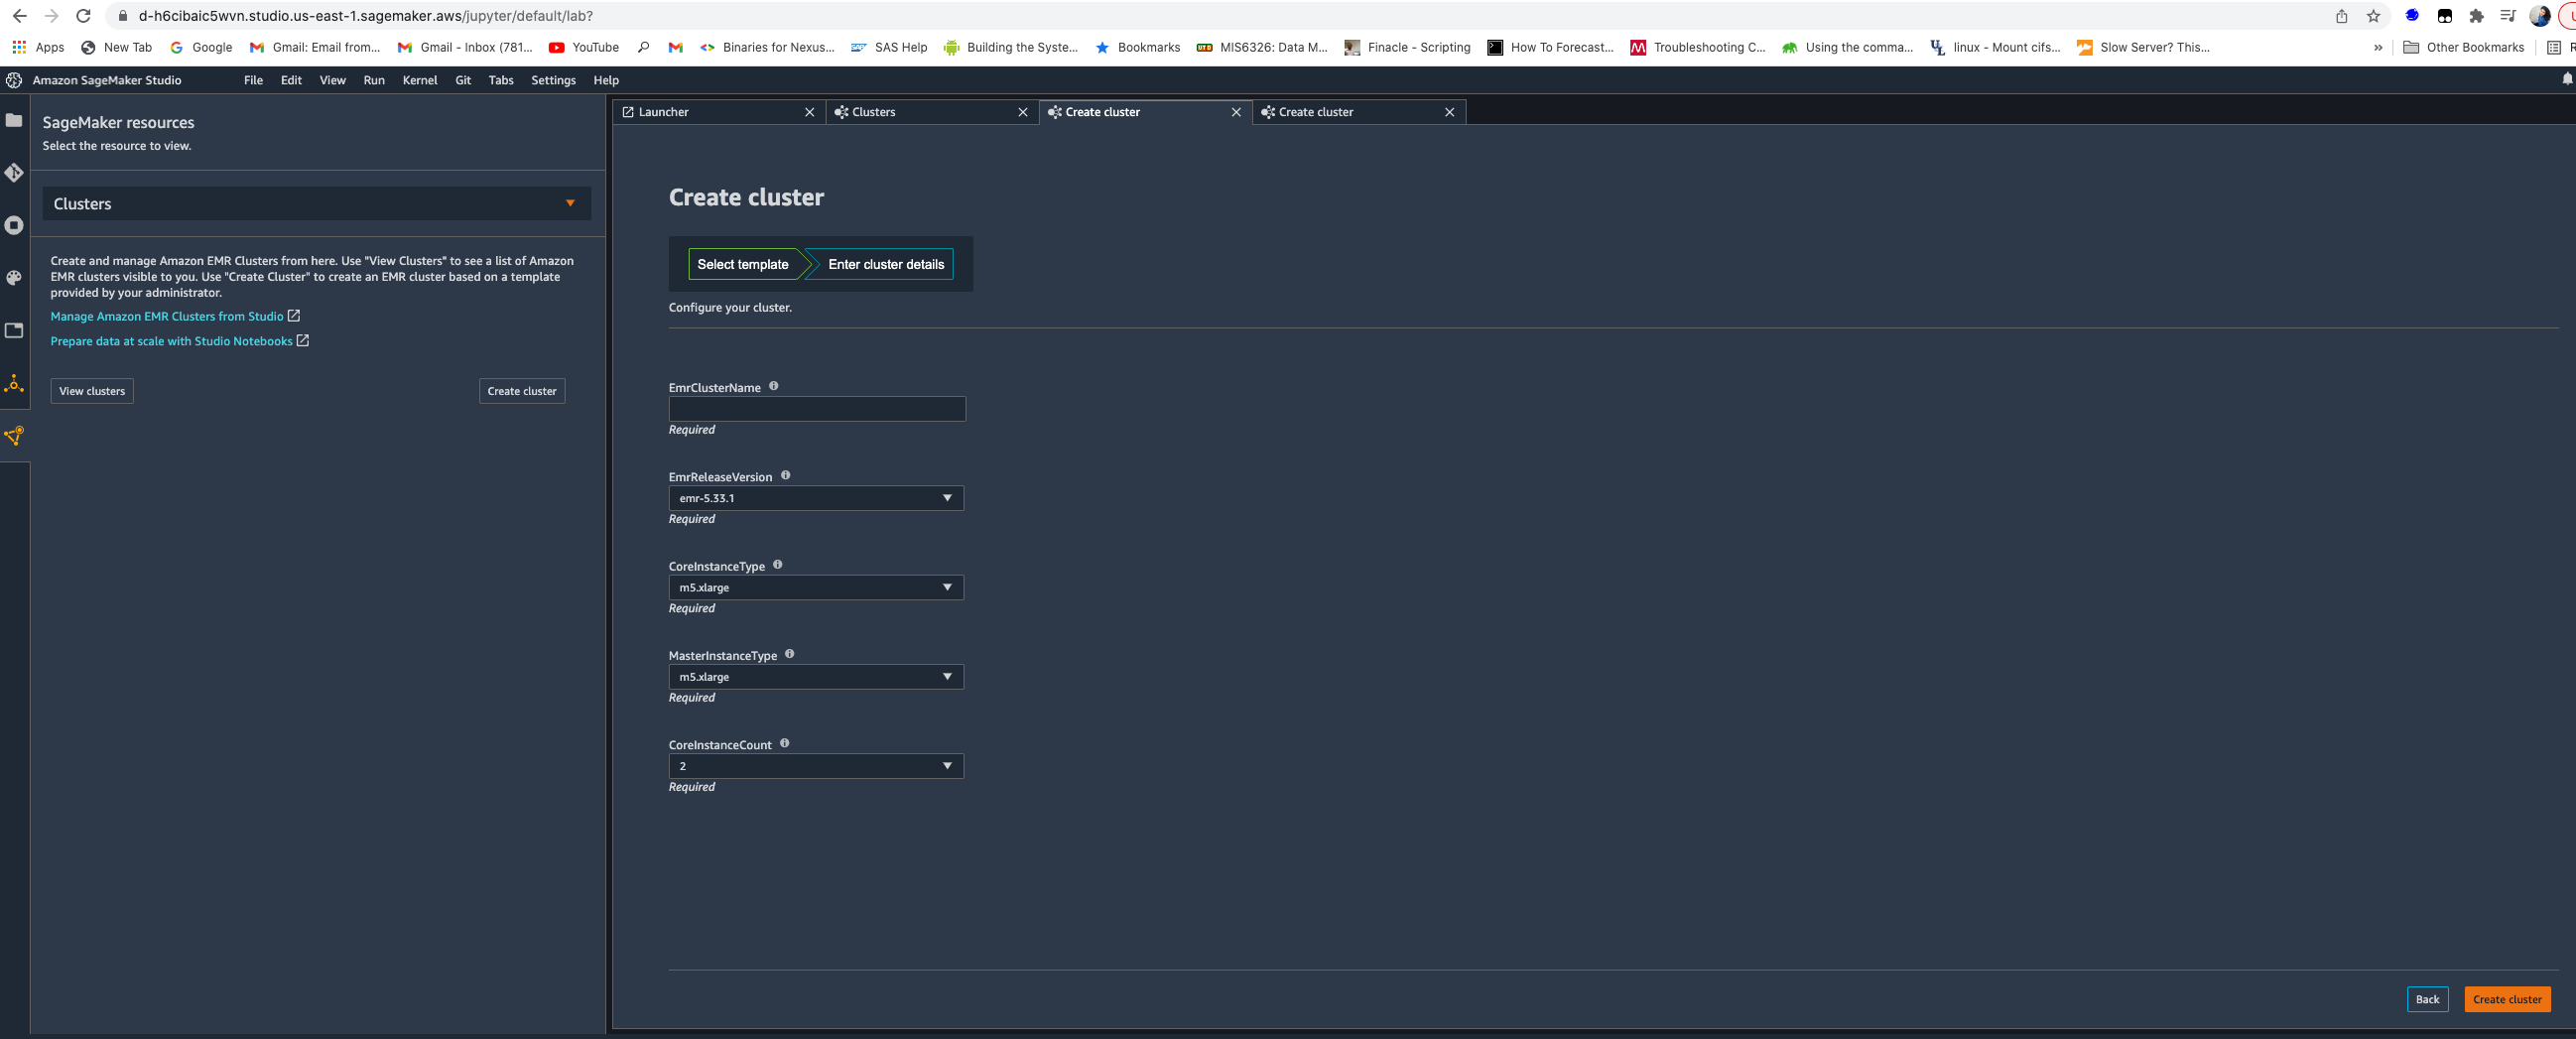 d-h6cibaic5wvn.studio.us-east-1.sagemaker.aws/jupyter/default/lab?
Apps New Tab Google Gmail: Email from... Gmail - Inbox (781... YouTube Binaries for Nexus... SAS Help Building the Syste... Bookmarks MIS6326: Data M... Finacle - Scripting How To Forecast... Troubleshooting C... Using the comma... linux - Mount cifs... Slow Server? This... » Other Bookmarks
Amazon SageMaker Studio File Edit View Run Kernel Git Tabs Settings Help
SageMaker resources
Select the resource to view.
Clusters
Create and manage Amazon EMR Clusters from here. Use "View Clusters" to see a list of Amazon
EMR clusters visible to you. Use "Create Cluster" to create an EMR cluster based on a template
provided by your administrator.
Manage Amazon EMR Clusters from Studio
Prepare data at scale with Studio Notebooks
View clusters Create cluster
Launcher Clusters Create cluster Create cluster
Create cluster
Select template Enter cluster details
Configure your cluster.
EmrClusterName
Required
EmrReleaseVersion
emr-5.33.1
Required
CoreInstanceType
m5.xlarge
Required
MasterInstanceType
m5.xlarge
Required
CoreInstanceCount
2
Required
Back Create cluster